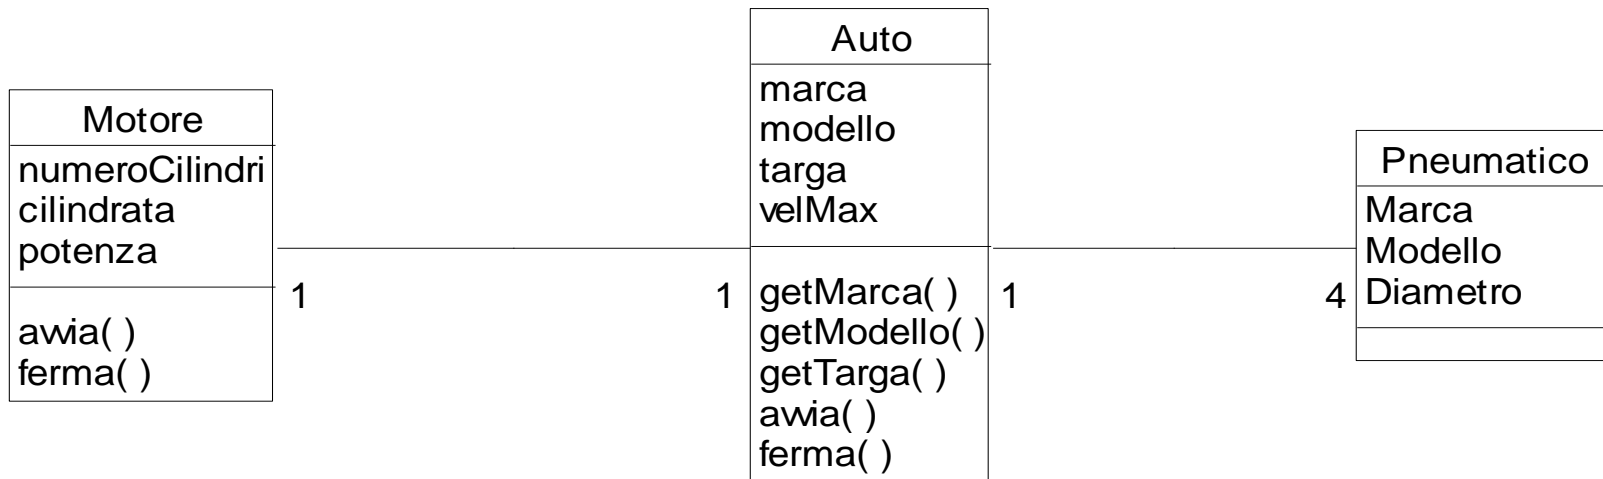 Motore
numeroCilindri
cilindrata
potenza
avvia( )
ferma( )
1
1
Auto
marca
modello
targa
velMax
getMarca( )
getModello( )
getTarga( )
avvia( )
ferma( )
1
4
Pneumatico
Marca
Modello
Diametro